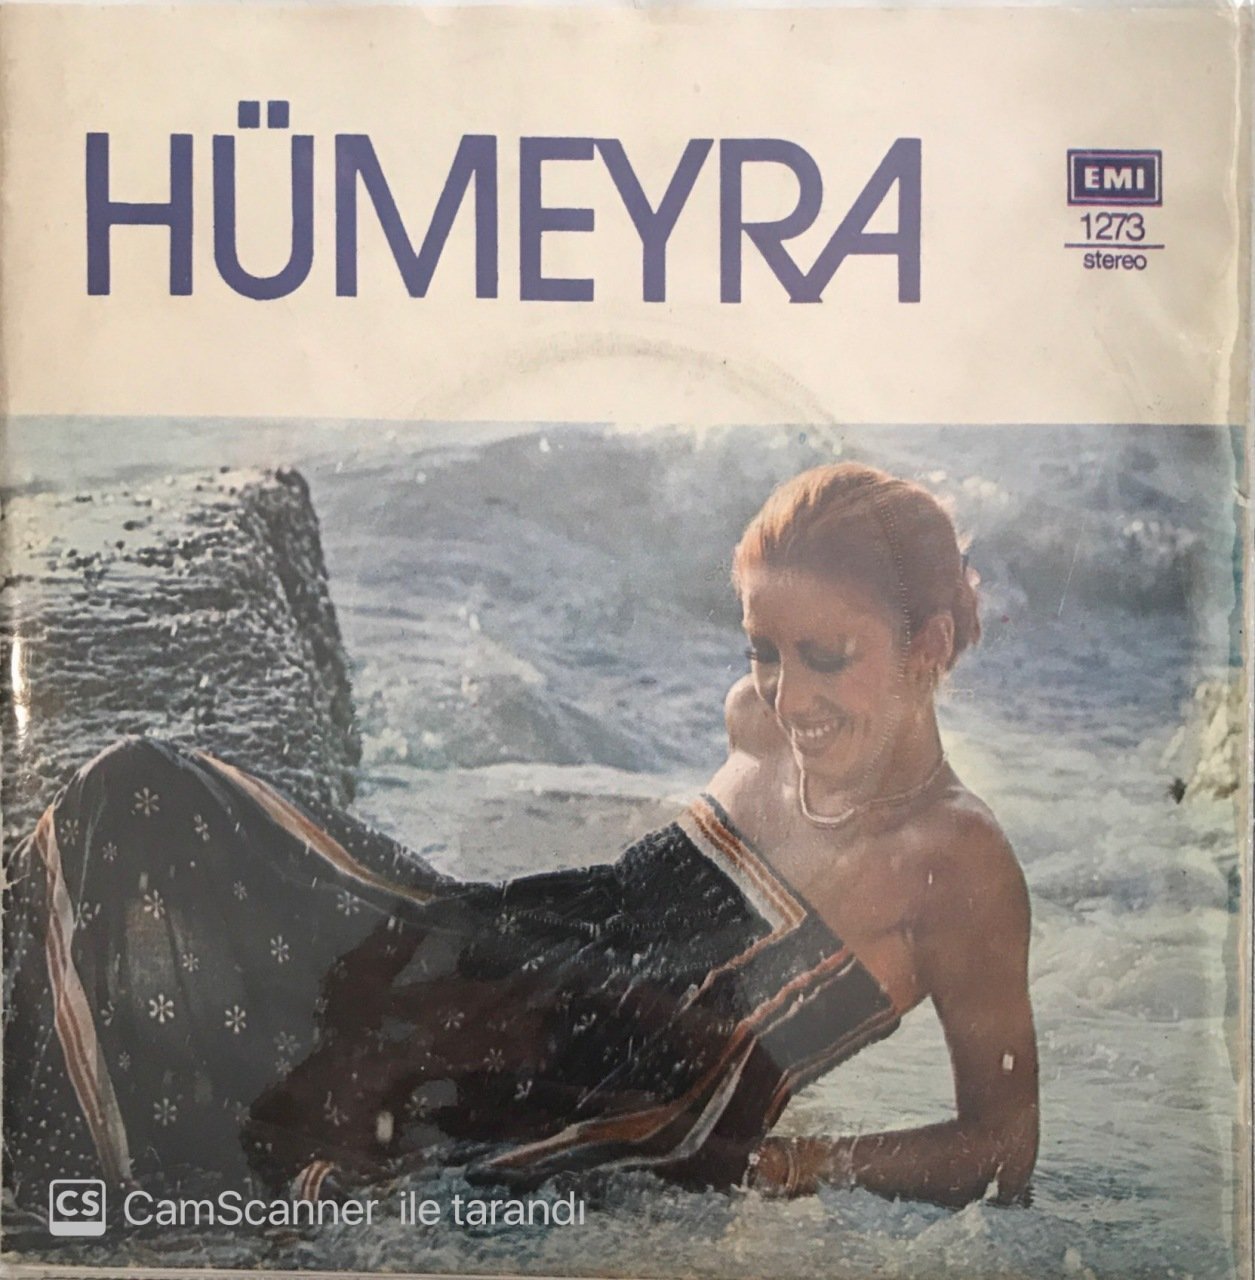 HÜMEYRA
EMI
1273
stereo
CS CamScanner ile tarandı